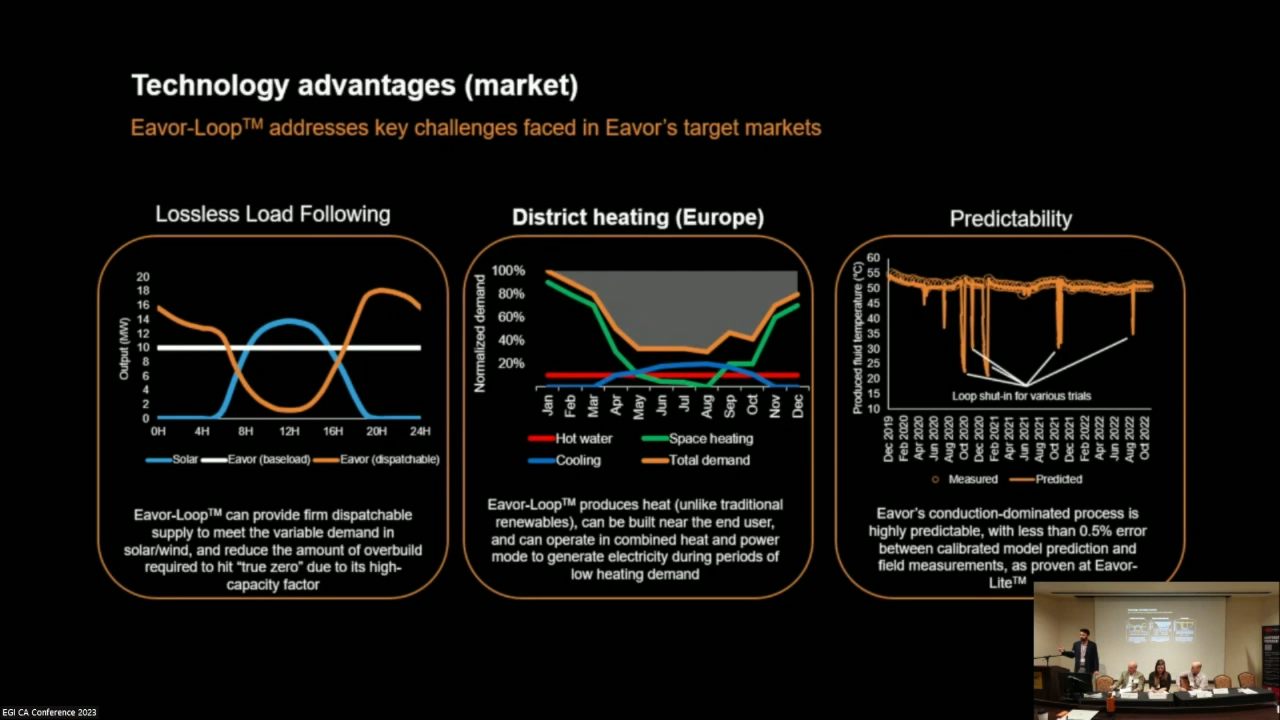 Technology advantages (market)
Eavor-Loop™ addresses key challenges faced in Eavor's target markets
Lossless Load Following
Output (MW)
20
18
16
14
12
10
8
6
4
2
0
0H 4H 8H 12H 16H 20H 24H
Solar Eavor (baseload) Eavor (dispatchable)
Eavor-Loop™ can provide firm dispatchable
supply to meet the variable demand in
solar/wind, and reduce the amount of overbuild
required to hit “true zero” due to its high-
capacity factor
District heating (Europe)
Normalized demand
100%
80%
60%
40%
20%
Jan Feb Mar Apr May Jun Jul Aug Sep Oct Nov Dec
Hot water Space heating
Cooling Total demand
Eavor-Loop™ produces heat (unlike traditional
renewables), can be built near the end user,
and can operate in combined heat and power
mode to generate electricity during periods of
low heating demand
Predictability
Produced fluid temperature (°C)
60
55
50
45
40
35
30
25
20
15
10
Loop shut-in for various trials
Dec 2019 Feb 2020 Apr 2020 Jun 2020 Aug 2020 Oct 2020 Dec 2020 Feb 2021 Apr 2021 Jun 2021 Aug 2021 Oct 2021 Dec 2021 Feb 2022 Apr 2022 Jun 2022 Aug 2022 Oct 2022
Measured Predicted
Eavor's conduction-dominated process is
highly predictable, with less than 0.5% error
between calibrated model prediction and
field measurements, as proven at Eavor-
Lite™
EGI CA Conference 2023